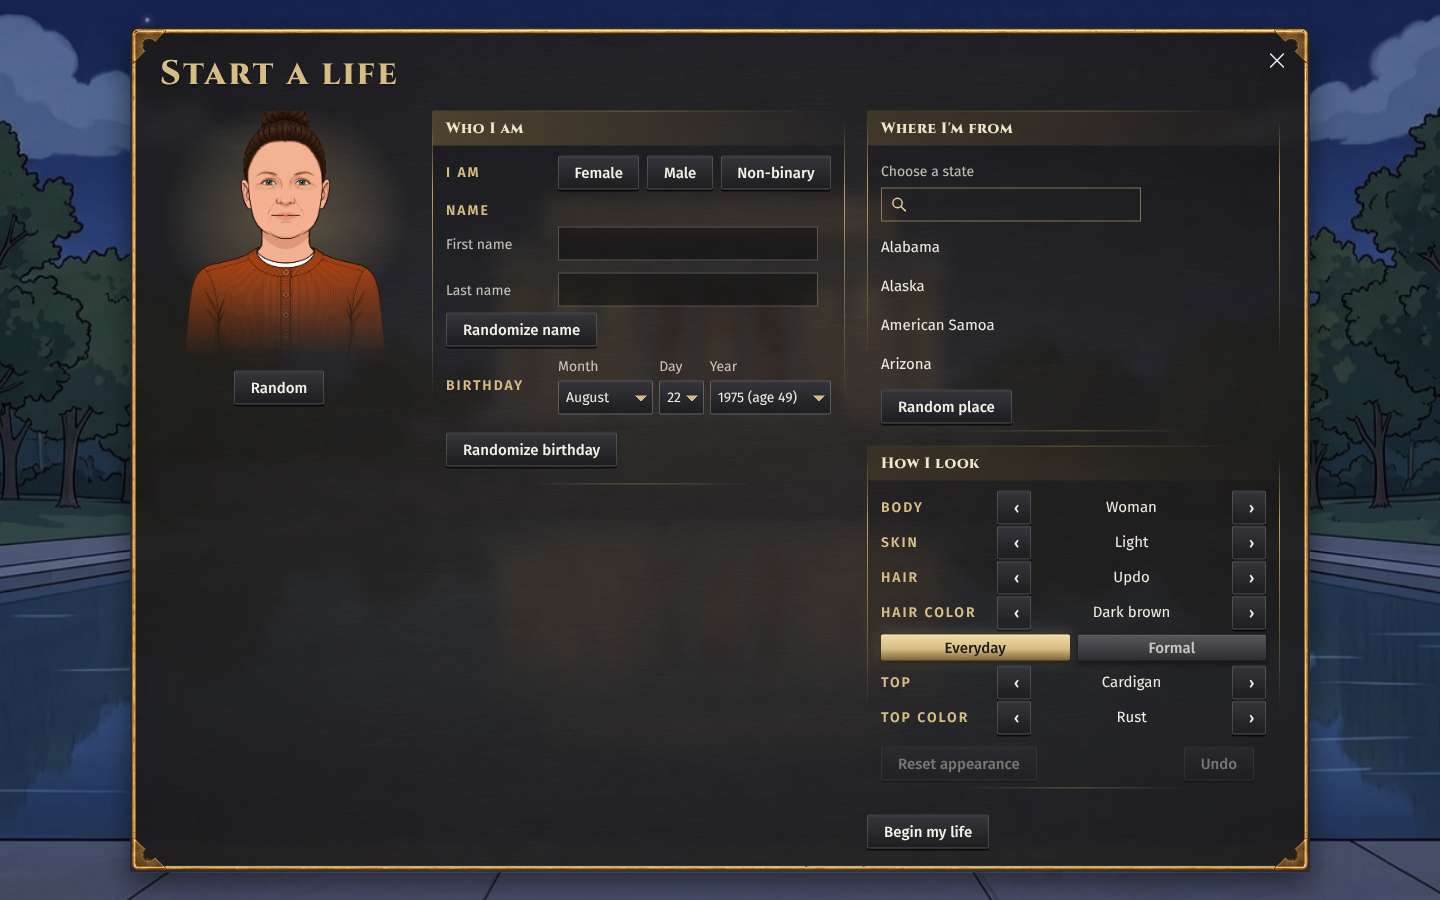 Start a life
Random
Who I am
I AM
Female Male Non-binary
NAME
First name
Last name
Randomize name
Month Day Year
BIRTHDAY
August 22 1975 (age 49)
Randomize birthday
Where I'm from
Choose a state
Alabama
Alaska
American Samoa
Arizona
Random place
How I look
BODY ‹ Woman ›
SKIN ‹ Light ›
HAIR ‹ Updo ›
HAIR COLOR ‹ Dark brown ›
Everyday Formal
TOP ‹ Cardigan ›
TOP COLOR ‹ Rust ›
Reset appearance Undo
Begin my life